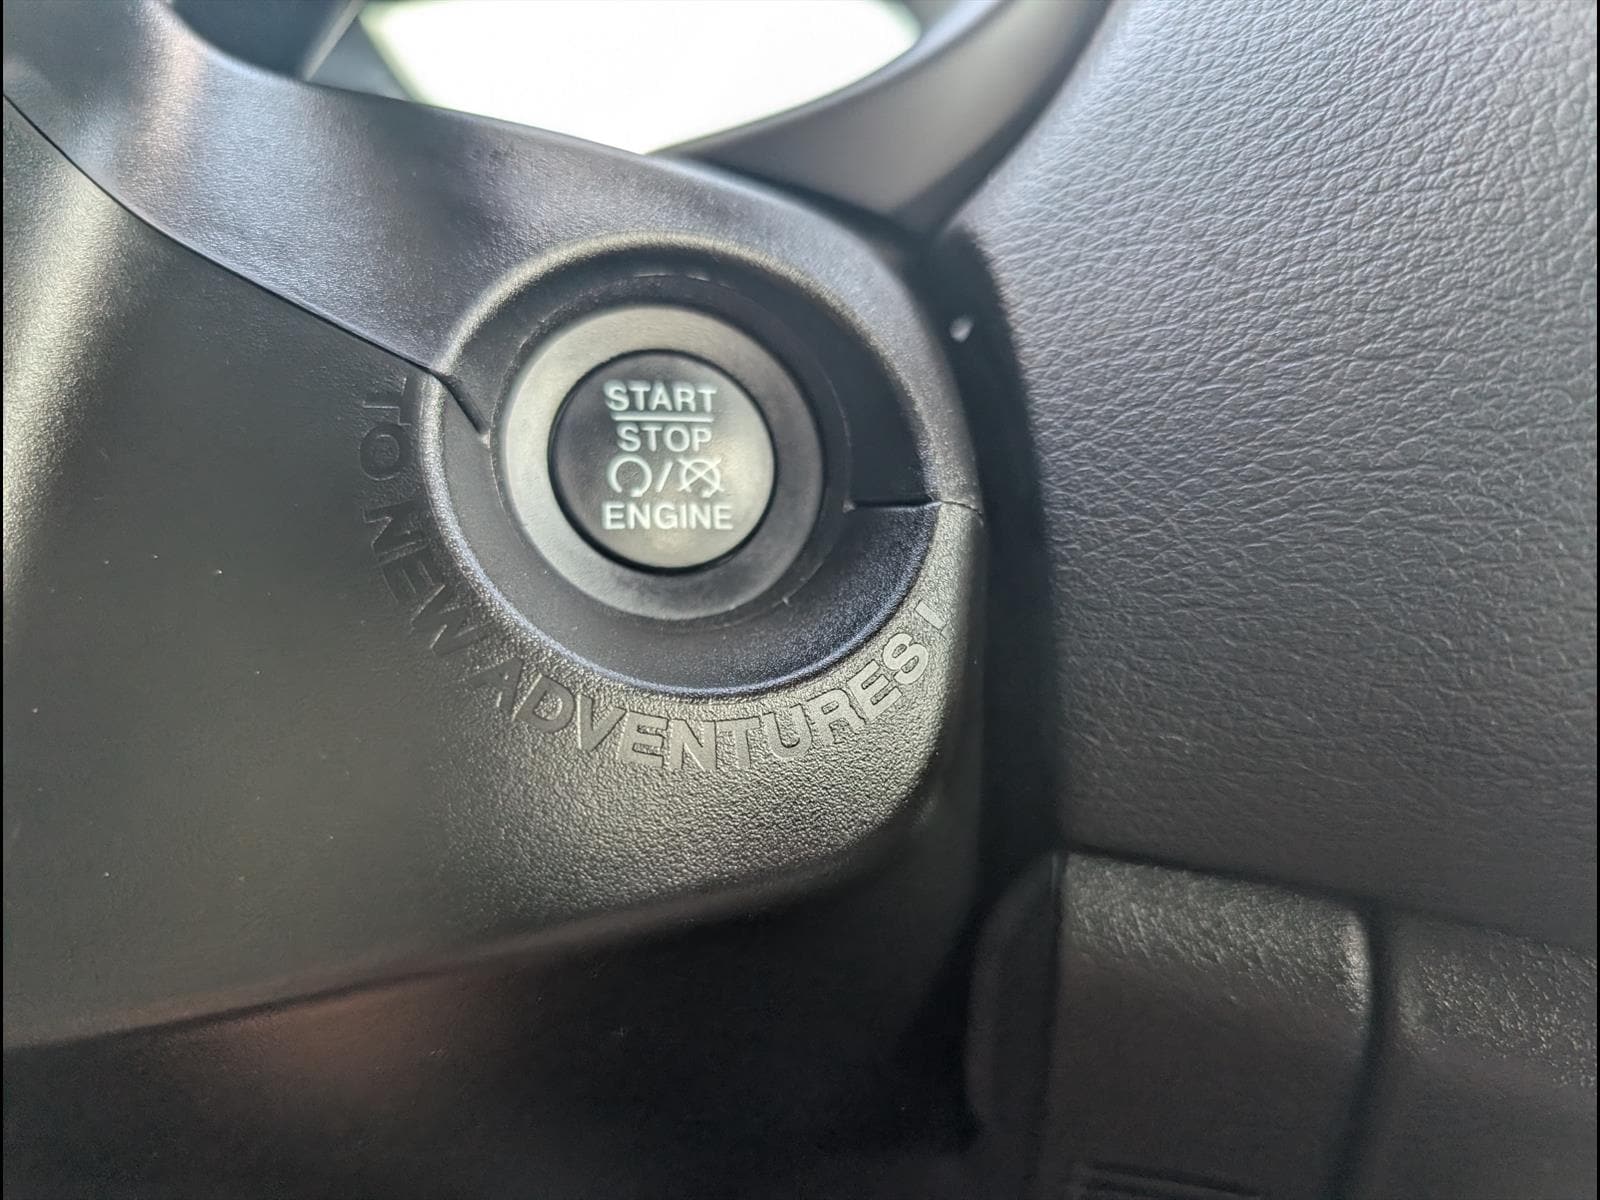 START
STOP
/
ENGINE
TO NEW ADVENTURES !